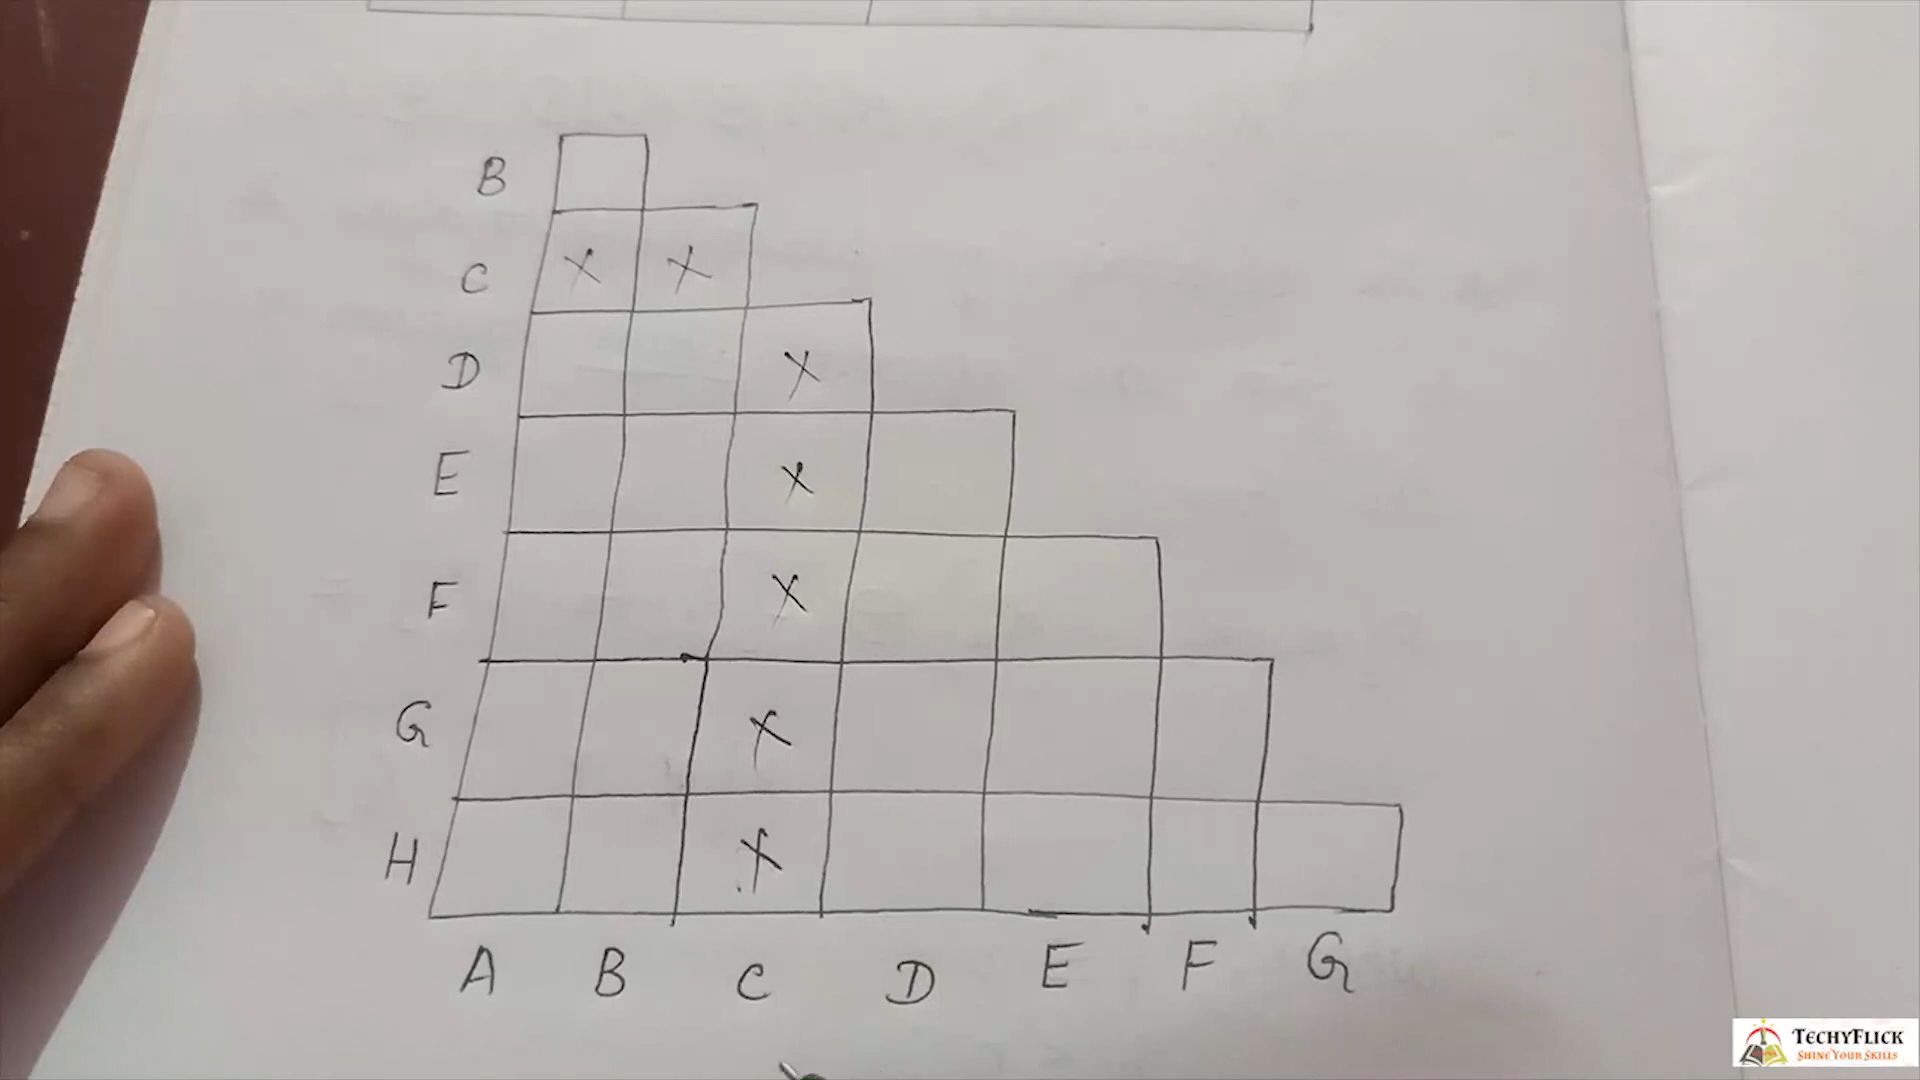 B
C X X
D X
E X
F X
G X
H X
A B C D E F G
TECHYFLICK
SHINE YOUR SKILLS